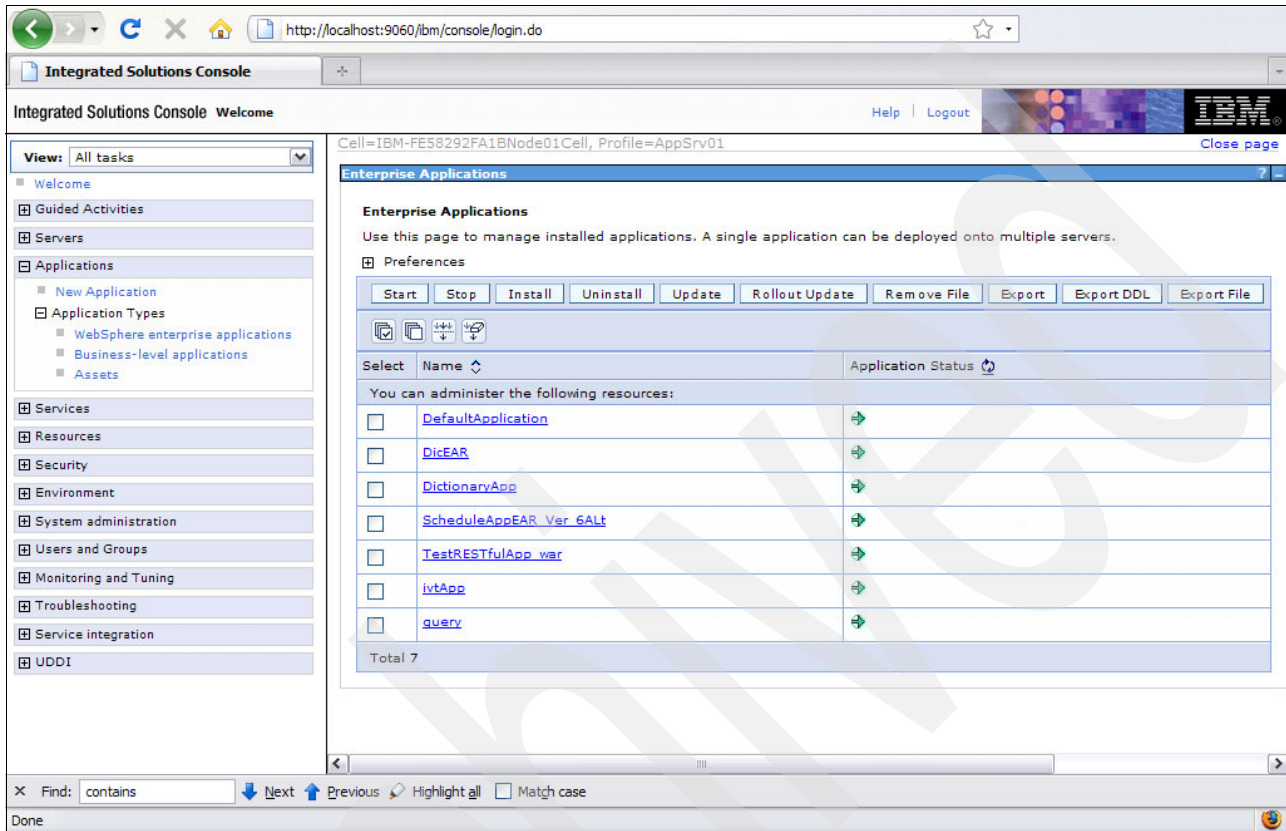 http://localhost:9060/ibm/console/login.do
Integrated Solutions Console
Integrated Solutions Console Welcome
Help | Logout
IBM®
Cell=IBM-FE58292FA1BNode01Cell, Profile=AppSrv01
Close page
View: All tasks
Welcome
Guided Activities
Servers
Applications
New Application
Application Types
WebSphere enterprise applications
Business-level applications
Assets
Services
Resources
Security
Environment
System administration
Users and Groups
Monitoring and Tuning
Troubleshooting
Service integration
UDDI
Enterprise Applications
? -
Enterprise Applications
Use this page to manage installed applications. A single application can be deployed onto multiple servers.
Preferences
Start Stop Install Uninstall Update Rollout Update Remove File Export Export DDL Export File
Select Name Application Status
You can administer the following resources:
DefaultApplication
DicEAR
DictionaryApp
ScheduleAppEAR_Ver_6ALt
TestRESTfulApp_war
ivtApp
query
Total 7
Find: contains Next Previous Highlight all Match case
Done